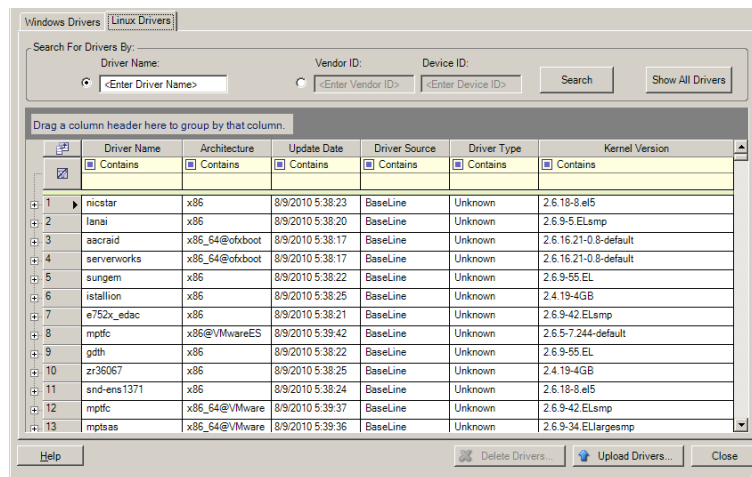 Windows Drivers Linux Drivers
Search For Drivers By:
Driver Name: Vendor ID: Device ID:
<Enter Driver Name> <Enter Vendor ID> <Enter Device ID> Search Show All Drivers
Drag a column header here to group by that column.
Driver Name Architecture Update Date Driver Source Driver Type Kernel Version
Contains Contains Contains Contains Contains Contains
1 nicstar x86 8/9/2010 5:38:23 BaseLine Unknown 2.6.18-8.el5
2 lanai x86 8/9/2010 5:38:20 BaseLine Unknown 2.6.9-5.ELsmp
3 aacraid x86_64@ofxboot 8/9/2010 5:38:17 BaseLine Unknown 2.6.16.21-0.8-default
4 serverworks x86_64@ofxboot 8/9/2010 5:38:17 BaseLine Unknown 2.6.16.21-0.8-default
5 sungem x86 8/9/2010 5:38:22 BaseLine Unknown 2.6.9-55.EL
6 istallion x86 8/9/2010 5:38:25 BaseLine Unknown 2.4.19-4GB
7 e752x_edac x86 8/9/2010 5:38:21 BaseLine Unknown 2.6.9-42.ELsmp
8 mptfc x86@VMwareES 8/9/2010 5:39:42 BaseLine Unknown 2.6.5-7.244-default
9 gdth x86 8/9/2010 5:38:22 BaseLine Unknown 2.6.9-55.EL
10 zr36067 x86 8/9/2010 5:38:25 BaseLine Unknown 2.4.19-4GB
11 snd-ens1371 x86 8/9/2010 5:38:24 BaseLine Unknown 2.6.18-8.el5
12 mptfc x86_64@VMware 8/9/2010 5:39:37 BaseLine Unknown 2.6.9-42.ELsmp
13 mptsas x86_64@VMware 8/9/2010 5:39:36 BaseLine Unknown 2.6.9-34.ELlargesmp
Help Delete Drivers... Upload Drivers... Close